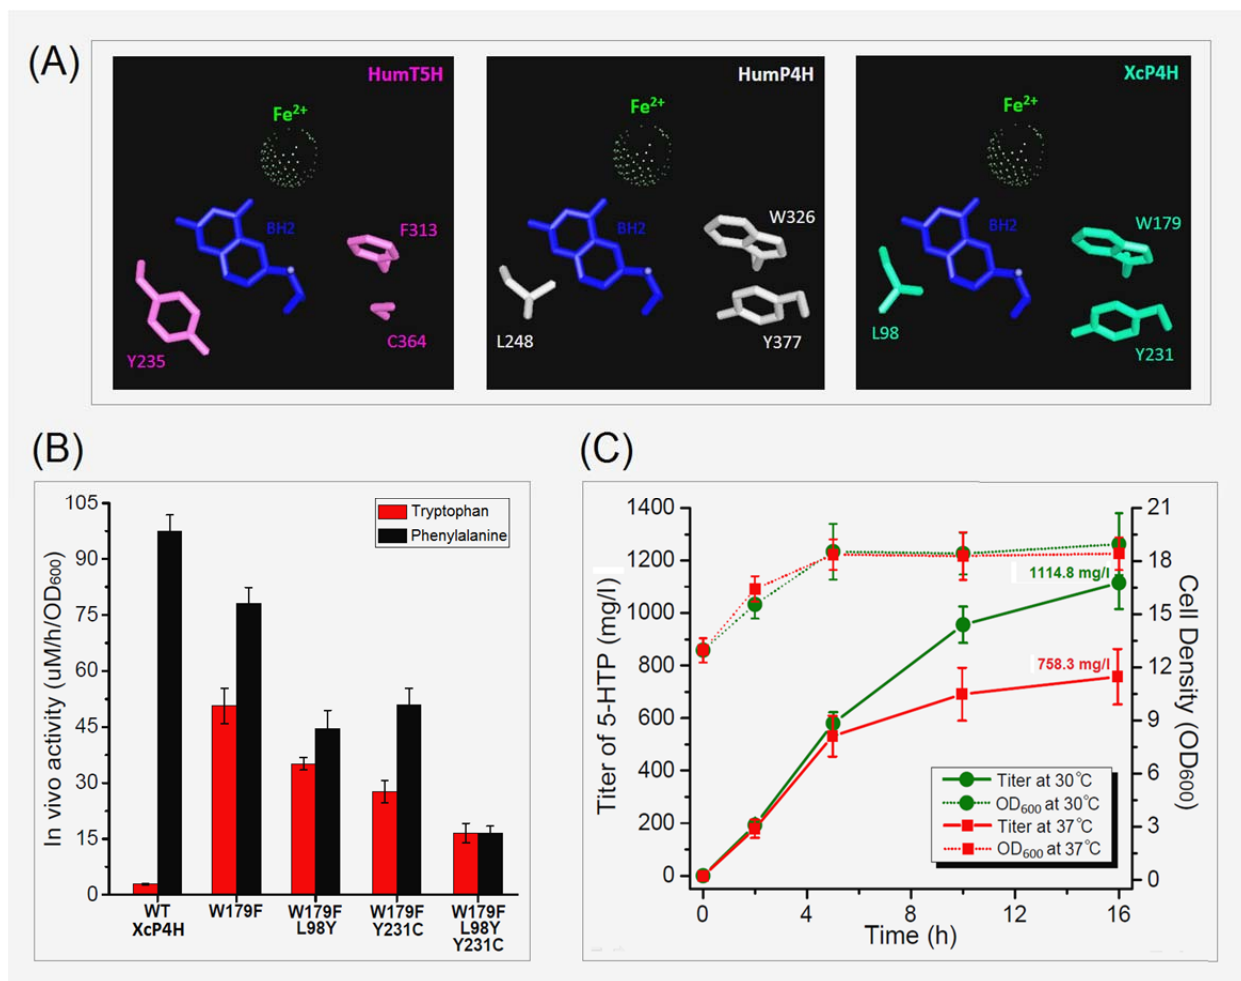 (A)
HumT5H
Fe2+
BH2
F313
C364
Y235
HumP4H
Fe2+
BH2
W326
L248
Y377
XcP4H
Fe2+
BH2
W179
L98
Y231
(B)
In vivo activity (uM/h/OD600)
105
90
75
60
45
30
15
0
Tryptophan
Phenylalanine
WT
XcP4H
W179F
W179F
L98Y
W179F
Y231C
W179F
L98Y
Y231C
(C)
Titer of 5-HTP (mg/l)
1400
1200
1000
800
600
400
200
0
21
18
15
12
9
6
3
0
Cell Density (OD600)
1114.8 mg/l
758.3 mg/l
Titer at 30℃
OD600 at 30℃
Titer at 37℃
OD600 at 37℃
0 4 8 12 16
Time (h)